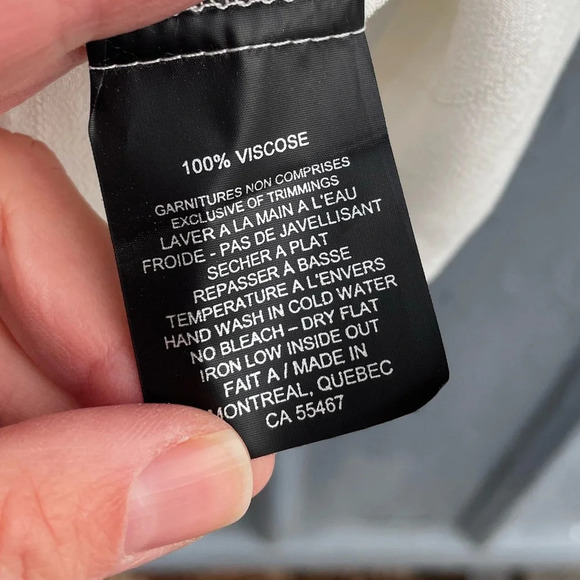 100% VISCOSE
GARNITURES NON COMPRISES
EXCLUSIVE OF TRIMMINGS
LAVER A LA MAIN A L'EAU
FROIDE - PAS DE JAVELLISANT
SECHER A PLAT
REPASSER À BASSE
TEMPERATURE A L'ENVERS
HAND WASH IN COLD WATER
NO BLEACH – DRY FLAT
IRON LOW INSIDE OUT
FAIT A / MADE IN
MONTREAL, QUEBEC
CA 55467